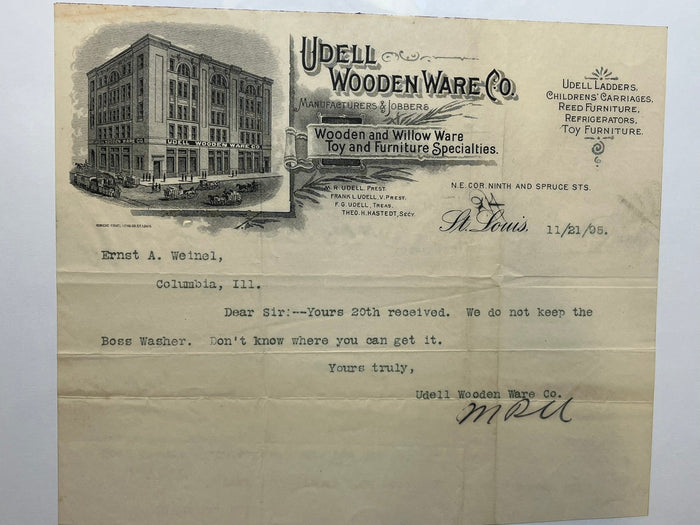 UDELL
WOODEN WARE CO.
MANUFACTURERS & JOBBERS
Wooden and Willow Ware
Toy and Furniture Specialties.
UDELL WOODEN WARE CO.
UDELL LADDERS,
CHILDRENS' CARRIAGES,
REED FURNITURE,
REFRIGERATORS,
TOY FURNITURE.
R. UDELL, PREST.
FRANK I. UDELL, V. PREST.
F. G. UDELL, TREAS.
THEO. H. HASTEDT, SECY.
N.E. COR. NINTH AND SPRUCE STS.
St. Louis, 11/21/95.
Ernst A. Weinel,
Columbia, Ill.
Dear Sir:--Yours 20th received. We do not keep the
Boss Washer. Don't know where you can get it.
Yours truly,
Udell Wooden Ware Co.